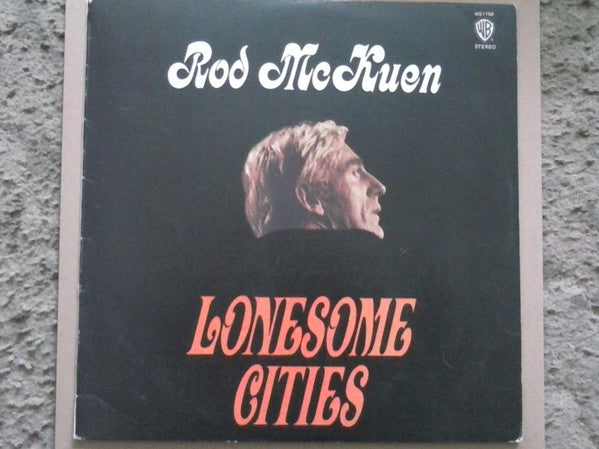 WS 1758
WB
STEREO
Rod McKuen
LONESOME
CITIES